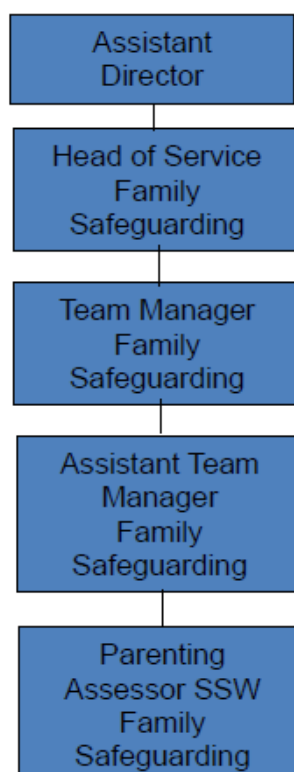 Assistant
Director
Head of Service
Family
Safeguarding
Team Manager
Family
Safeguarding
Assistant Team
Manager
Family
Safeguarding
Parenting
Assessor SSW
Family
Safeguarding